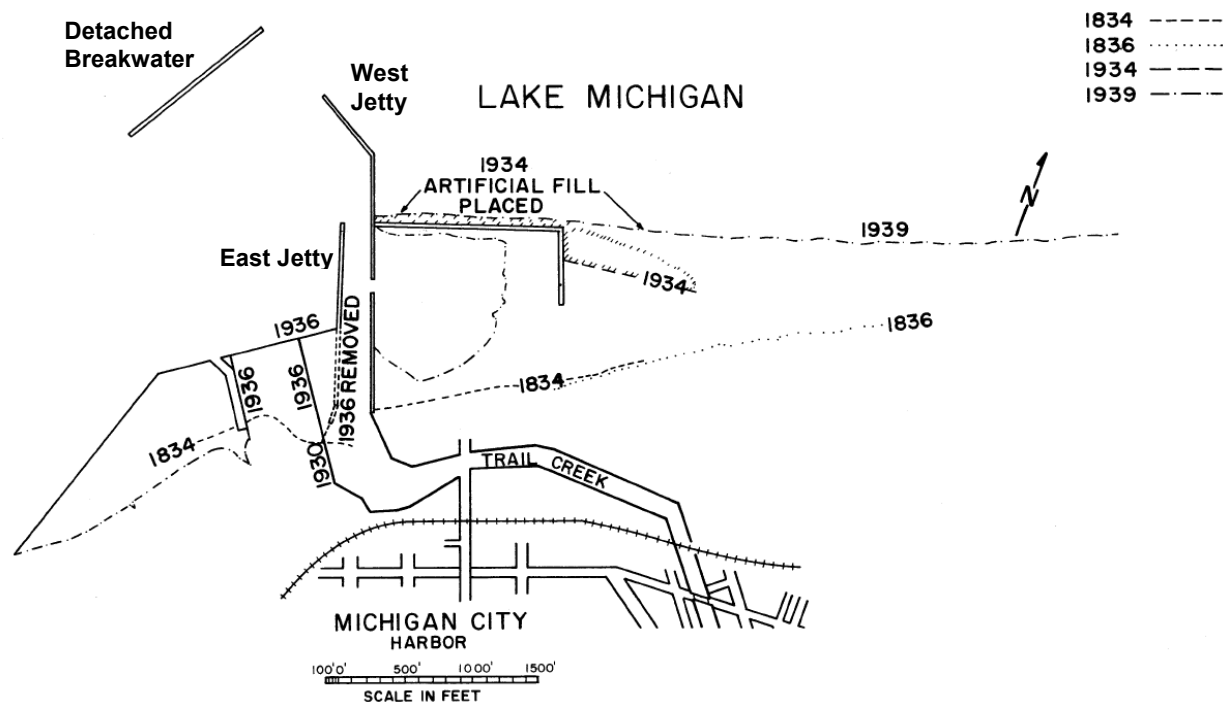 Detached
Breakwater
West
Jetty
LAKE MICHIGAN
1834
1836
1934
1939
N
1934
ARTIFICIAL FILL
PLACED
1939
East Jetty
1934
1936
1836
1936
1936
1936 REMOVED
1834
1834
1930
TRAIL CREEK
MICHIGAN CITY
HARBOR
100'0' 500' 1000' 1500'
SCALE IN FEET